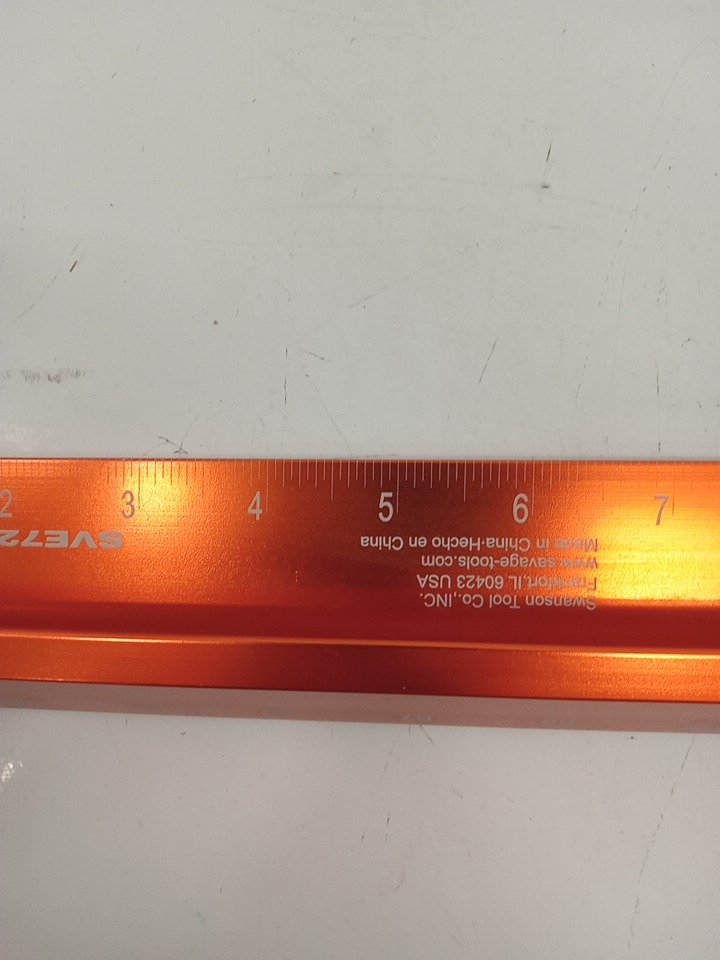 2 3 4 5 6 7
SVE72
Swanson Tool Co.,INC.
Frankfort, IL 60423 USA
www.savage-tools.com
Made in China·Hecho en China